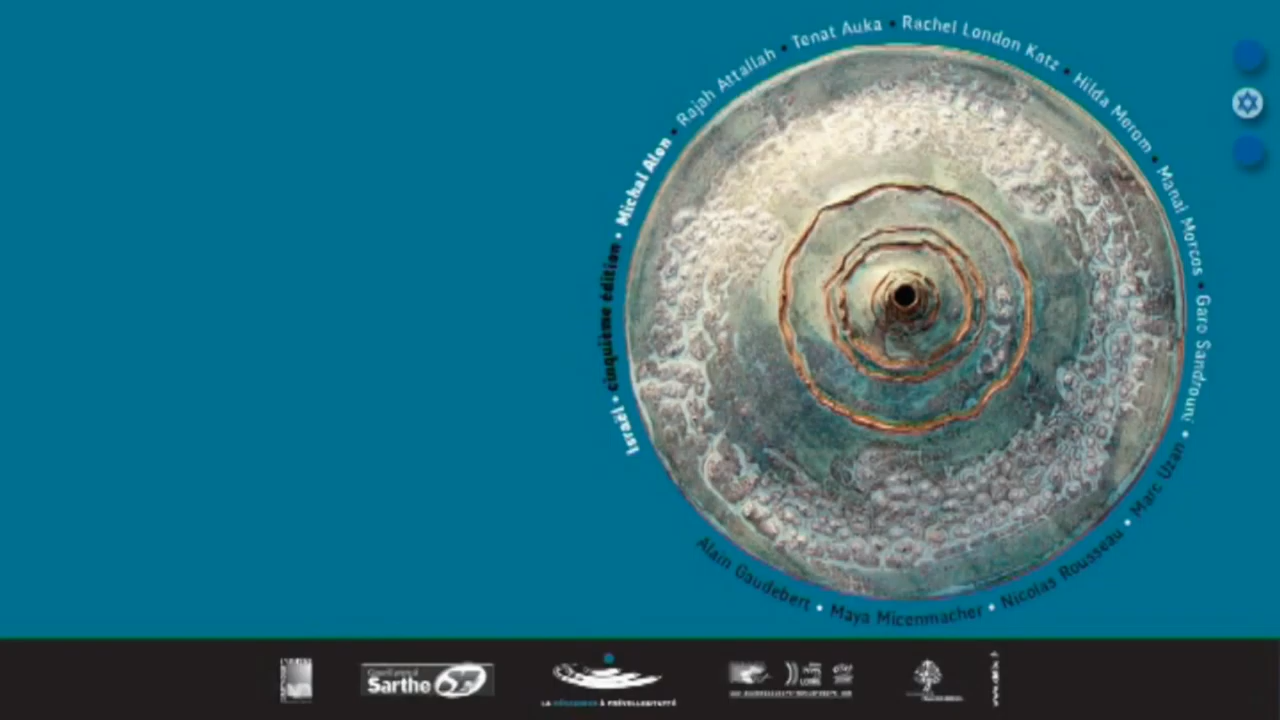 Israël • cinquième édition • Michal Alon • Rajah Attallah • Tenat Auka • Rachel London Katz • Hilda Merom • Manal Morcos • Garo Sandrouni • Marc Uzan • Nicolas Rousseau • Maya Micenmacher • Alain Gaudebert
Sarthe